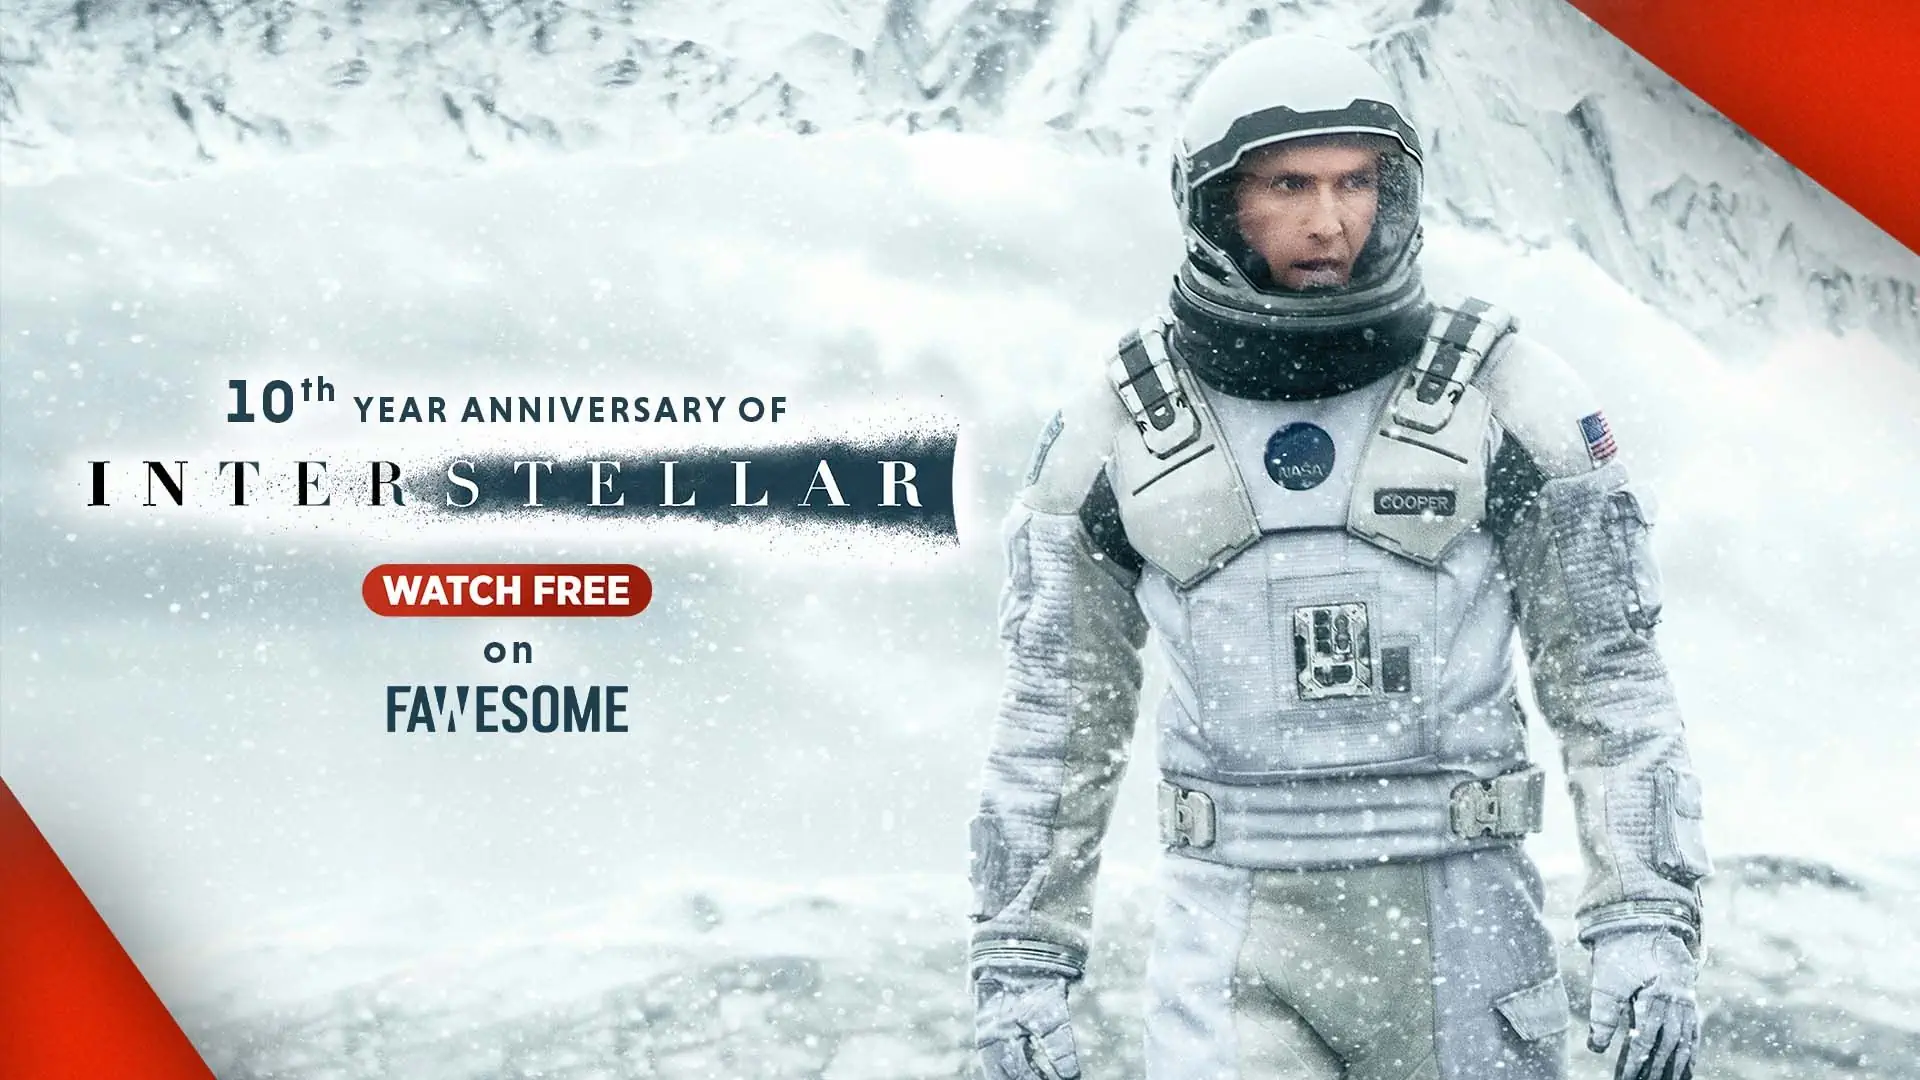 10th YEAR ANNIVERSARY OF
INTERSTELLAR
WATCH FREE
on
FAWESOME
NASA
COOPER